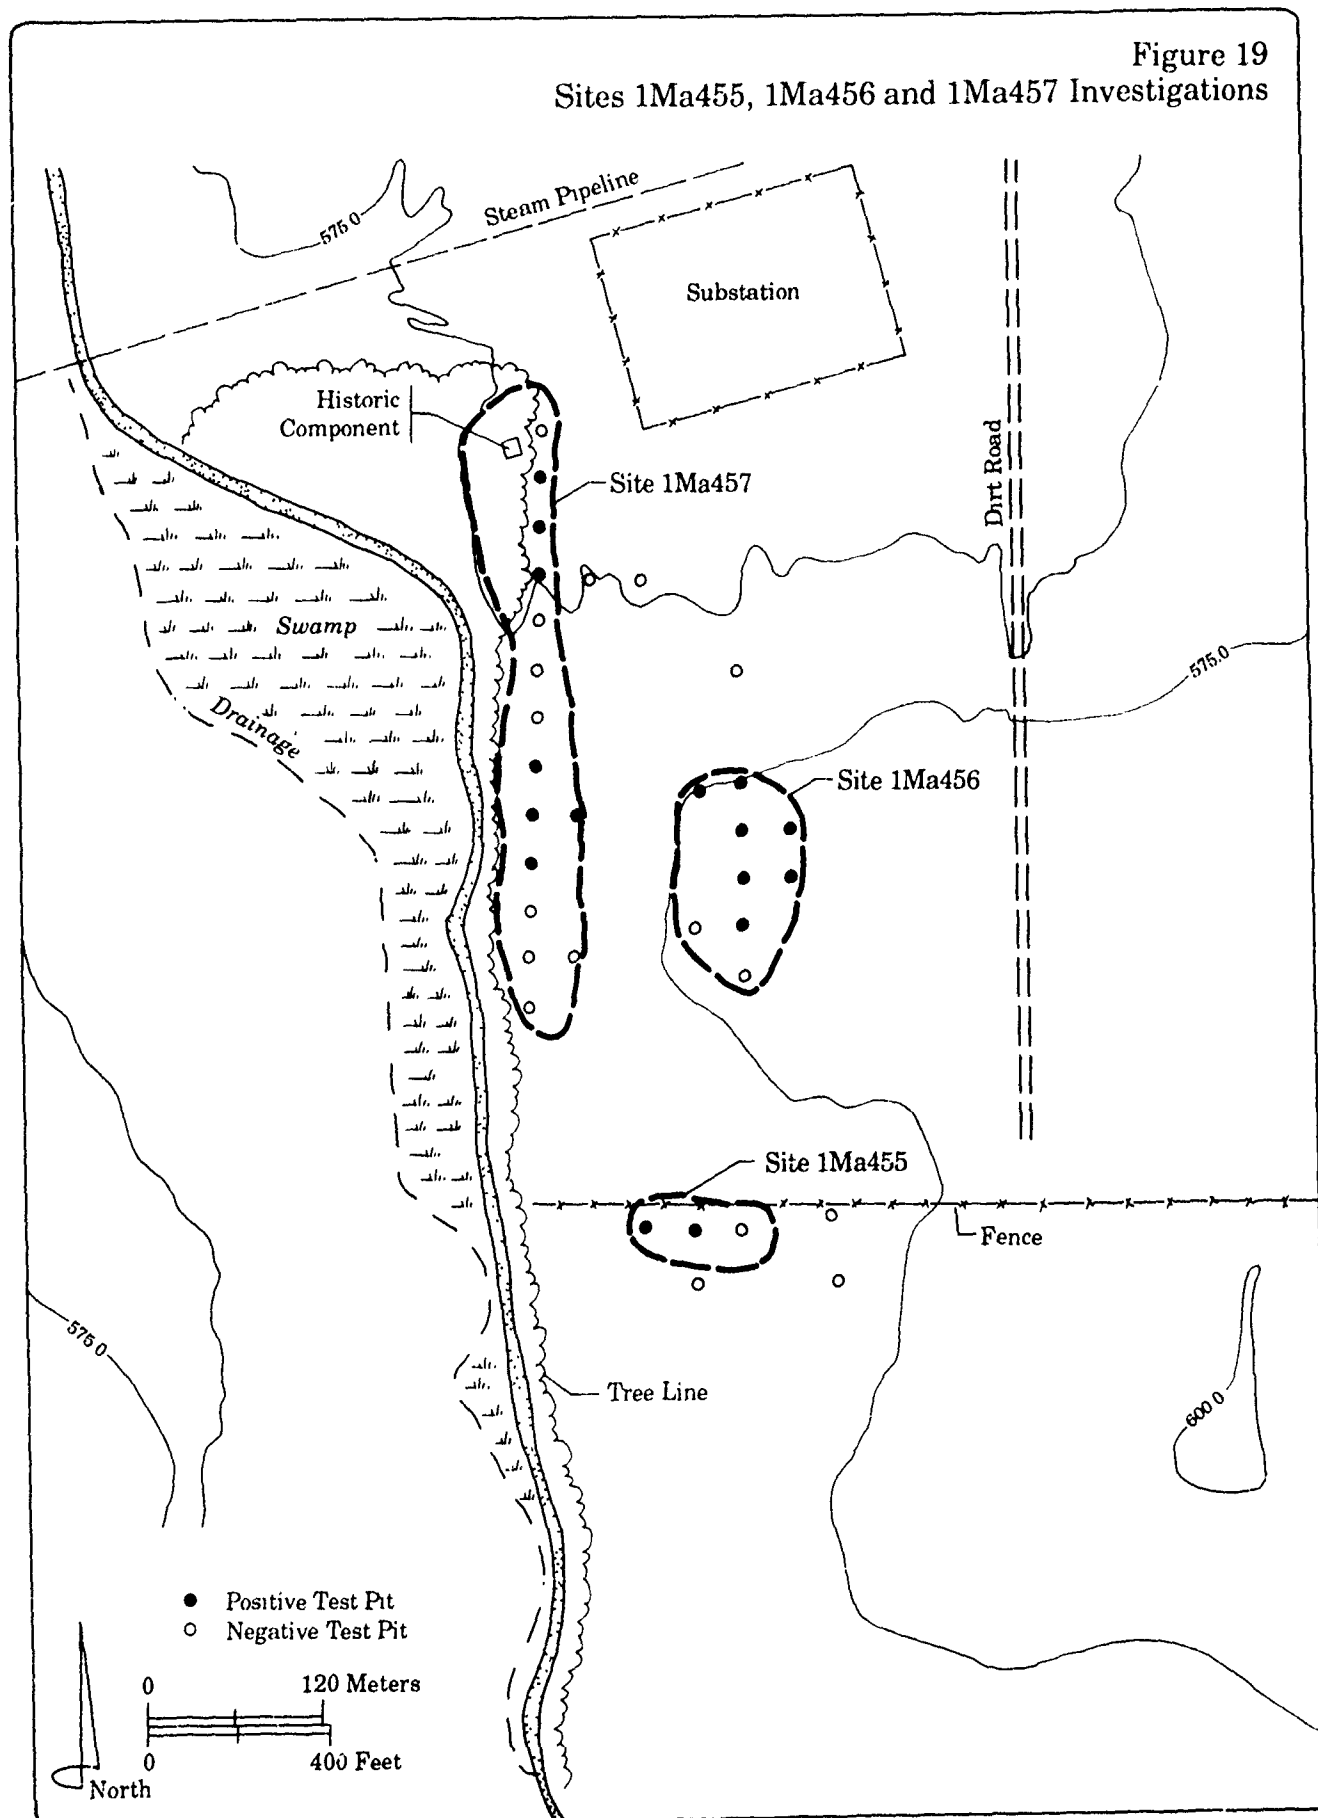 Figure 19
Sites 1Ma455, 1Ma456 and 1Ma457 Investigations
Steam Pipeline
575.0
Substation
Historic
Component
Site 1Ma457
Dirt Road
Swamp
575.0
Drainage
Site 1Ma456
Site 1Ma455
Fence
575 0
Tree Line
600 0
Positive Test Pit
Negative Test Pit
0 120 Meters
0 400 Feet
North